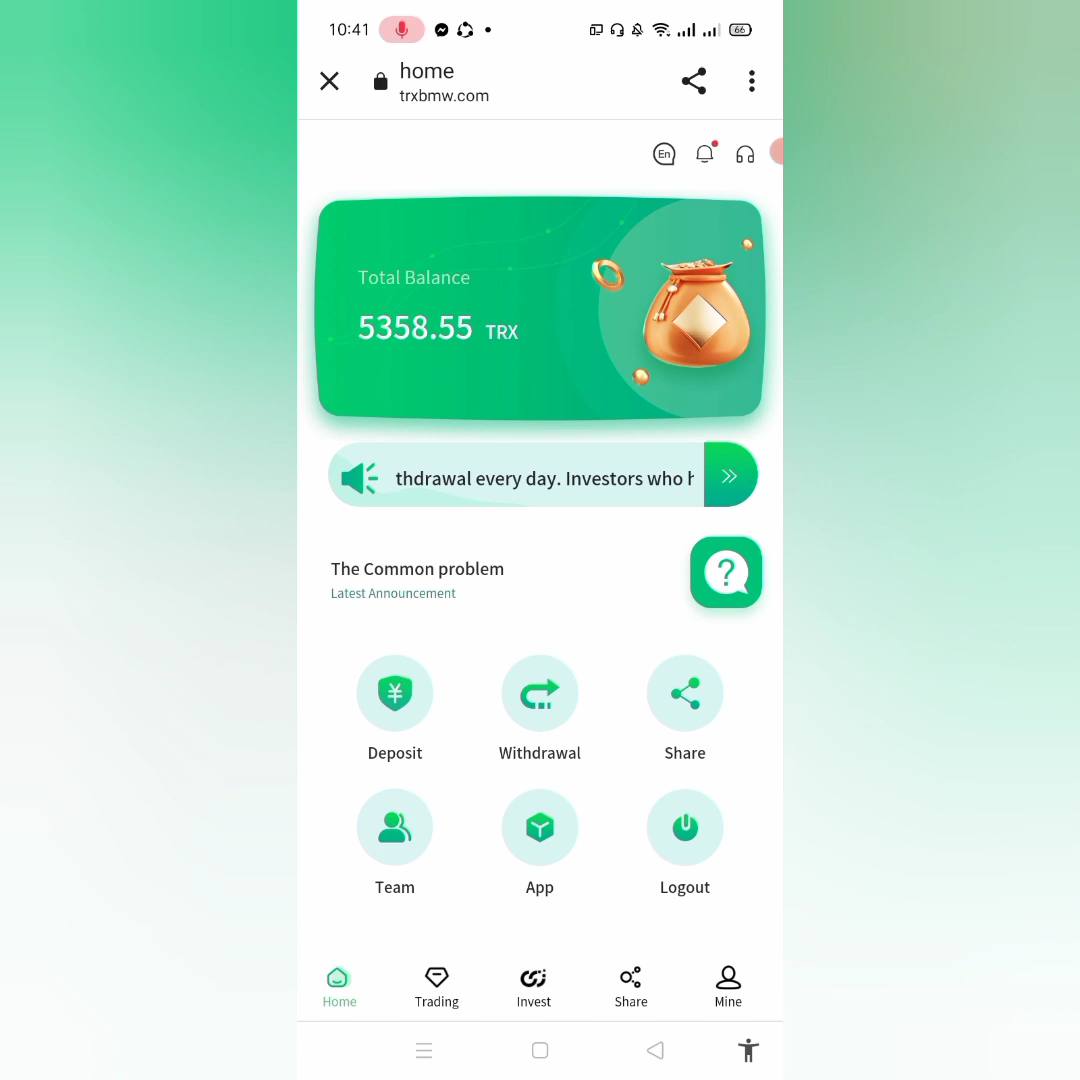 10:41
66
home
trxbmw.com
En
Total Balance
5358.55 TRX
thdrawal every day. Investors who h
The Common problem
Latest Announcement
?
¥
Deposit
Withdrawal
Share
Team
App
Logout
Home
Trading
Invest
Share
Mine